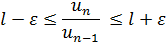 l − ε ≤ uₙ/uₙ₋₁ ≤ l + ε